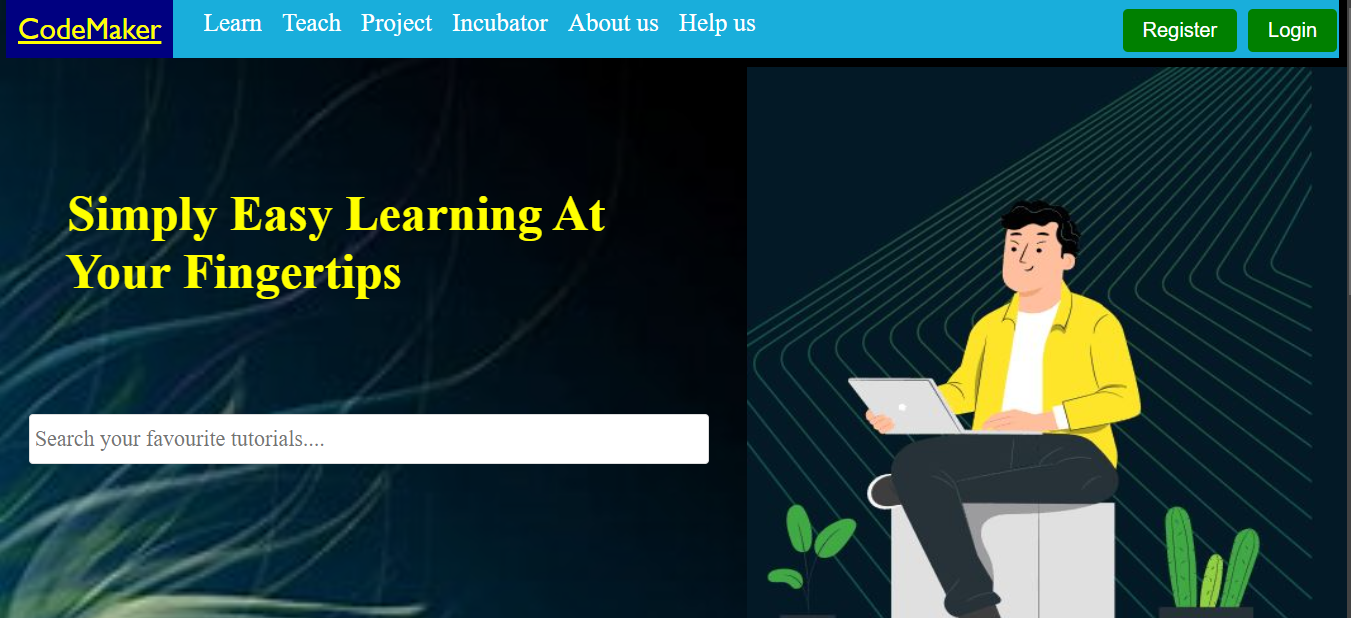 CodeMaker Learn Teach Project Incubator About us Help us Register Login
Simply Easy Learning At
Your Fingertips
Search your favourite tutorials....